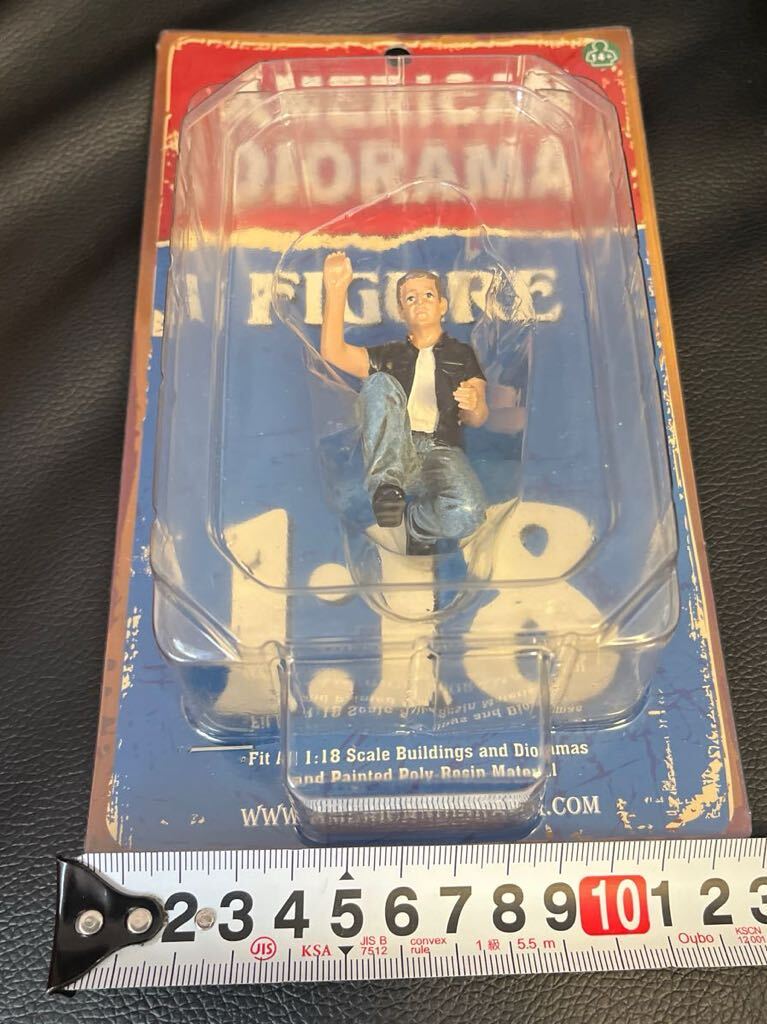 14+
AMERICAN
DIORAMA
FIGURE
1:18
Fit All 1:18 Scale Buildings and Dioramas
Painted Poly Resin Material
WWW
.COM
2 3 4 5 6 7 8 9 10 1 2 3
JIS KSA JIS B 7512 convex rule 1級 5.5 m Oybo KSCN